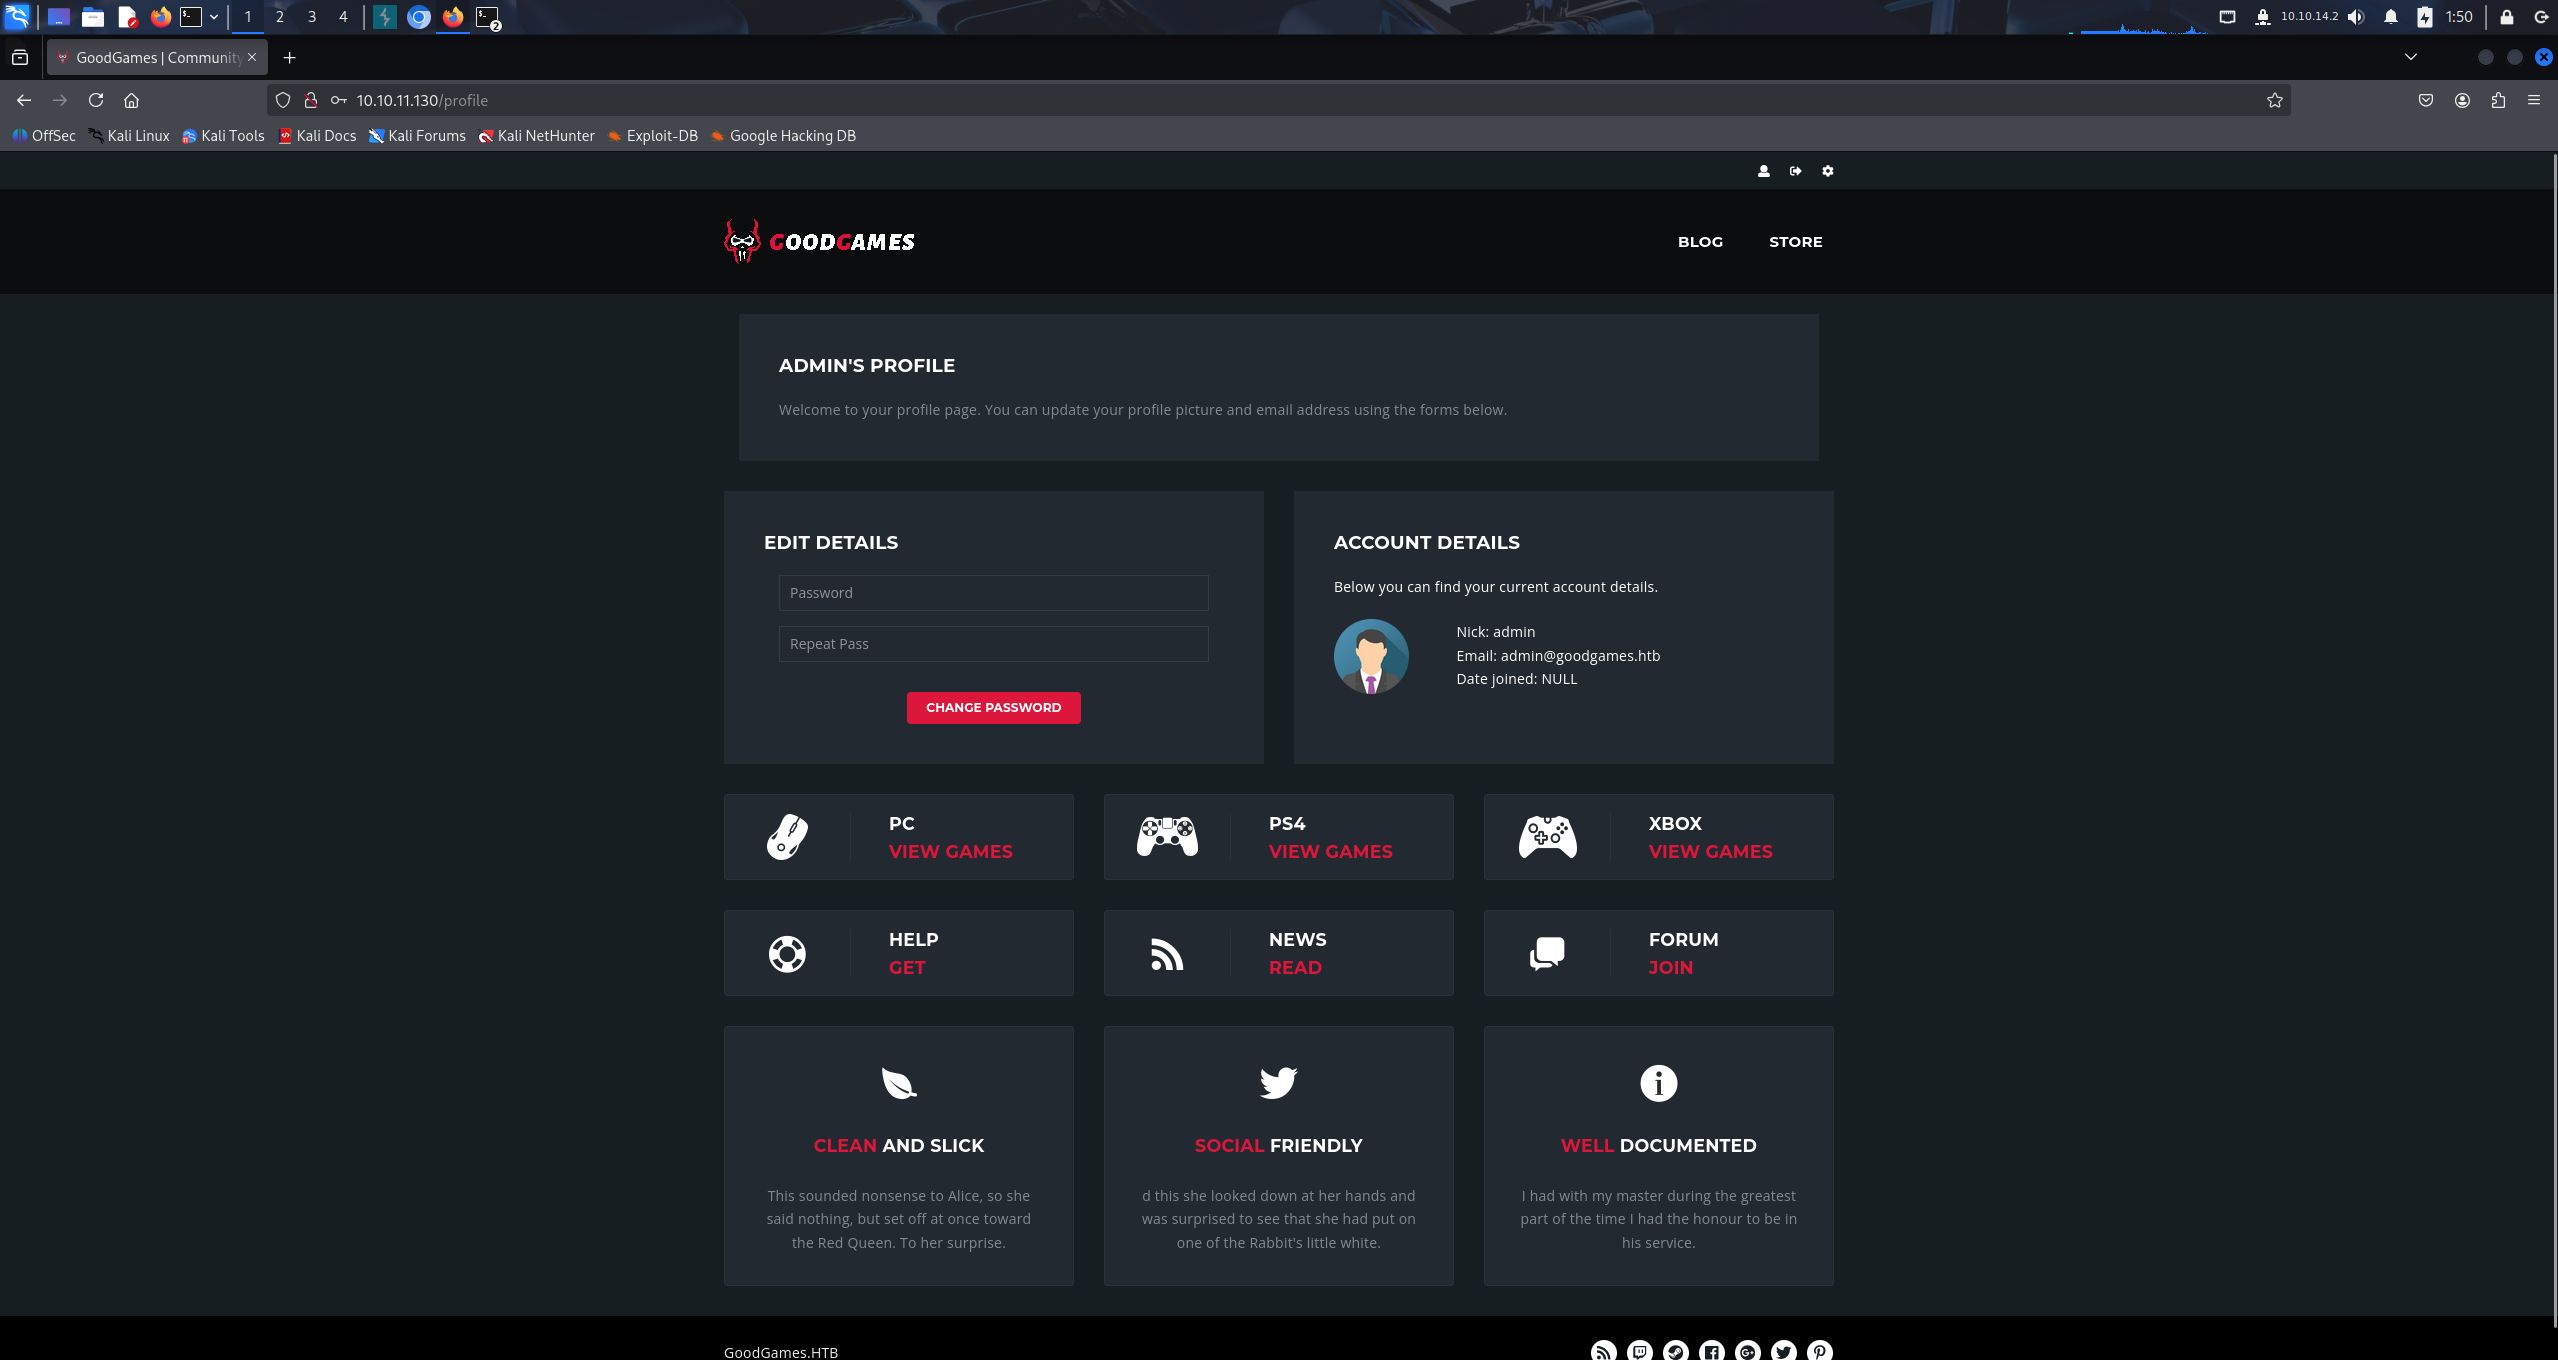 1 2 3 4
2
10.10.14.2
1:50
GoodGames | Community
10.10.11.130/profile
OffSec Kali Linux Kali Tools Kali Docs Kali Forums Kali NetHunter Exploit-DB Google Hacking DB
GOODGAMES
BLOG STORE
ADMIN'S PROFILE
Welcome to your profile page. You can update your profile picture and email address using the forms below.
EDIT DETAILS
Password
Repeat Pass
CHANGE PASSWORD
ACCOUNT DETAILS
Below you can find your current account details.
Nick: admin
Email: admin@goodgames.htb
Date joined: NULL
PC
VIEW GAMES
PS4
VIEW GAMES
XBOX
VIEW GAMES
HELP
GET
NEWS
READ
FORUM
JOIN
CLEAN AND SLICK
This sounded nonsense to Alice, so she
said nothing, but set off at once toward
the Red Queen. To her surprise.
SOCIAL FRIENDLY
d this she looked down at her hands and
was surprised to see that she had put on
one of the Rabbit's little white.
WELL DOCUMENTED
I had with my master during the greatest
part of the time I had the honour to be in
his service.
GoodGames.HTB